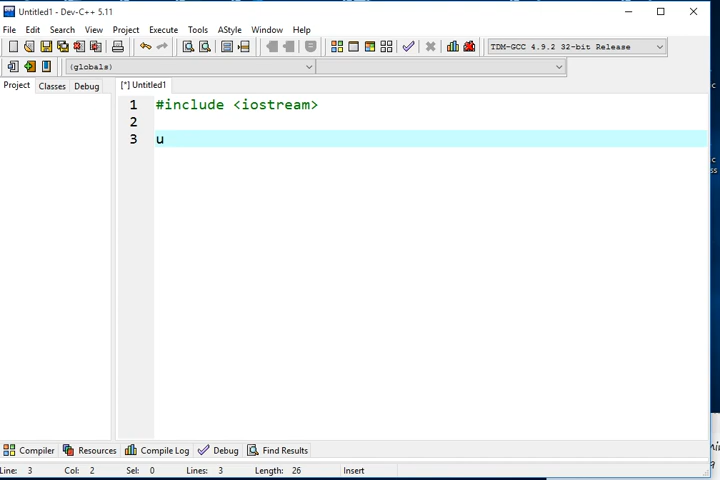 Untitled1 - Dev-C++ 5.11
File Edit Search View Project Execute Tools AStyle Window Help
TDM-GCC 4.9.2 32-bit Release
(globals)
Project Classes Debug
[*] Untitled1
1 #include <iostream>
2
3 u
Compiler Resources Compile Log Debug Find Results
Line: 3 Col: 2 Sel: 0 Lines: 3 Length: 26 Insert